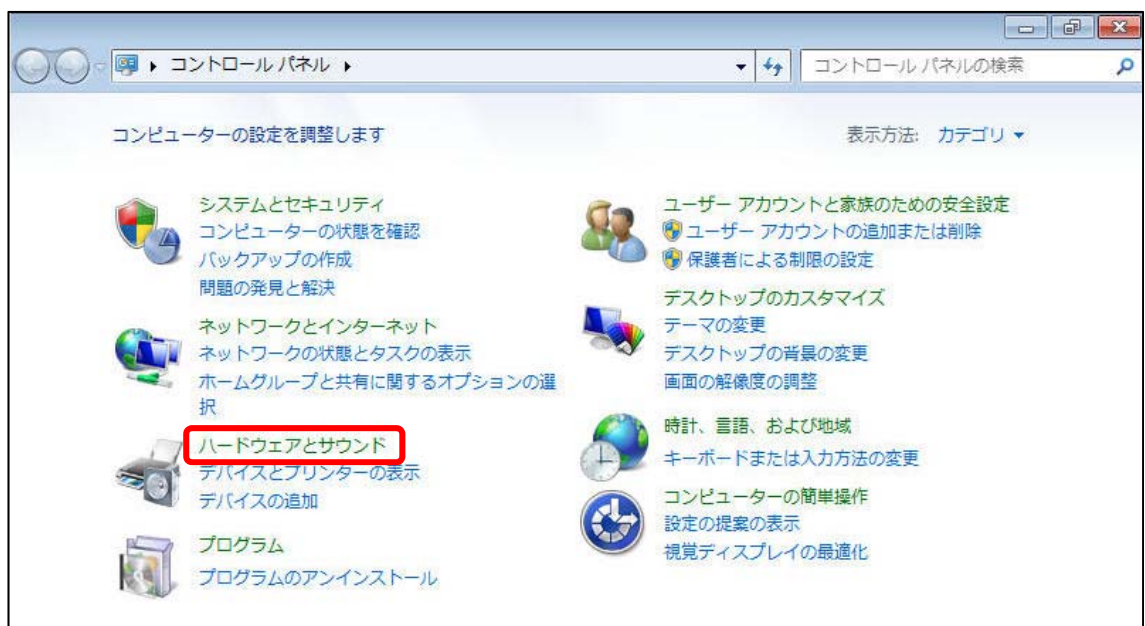 コントロール パネル
コントロール パネルの検索
コンピューターの設定を調整します
表示方法: カテゴリ
システムとセキュリティ
コンピューターの状態を確認
バックアップの作成
問題の発見と解決
ネットワークとインターネット
ネットワークの状態とタスクの表示
ホームグループと共有に関するオプションの選
択
ハードウェアとサウンド
デバイスとプリンターの表示
デバイスの追加
プログラム
プログラムのアンインストール
ユーザー アカウントと家族のための安全設定
ユーザー アカウントの追加または削除
保護者による制限の設定
デスクトップのカスタマイズ
テーマの変更
デスクトップの背景の変更
画面の解像度の調整
時計、言語、および地域
キーボードまたは入力方法の変更
コンピューターの簡単操作
設定の提案の表示
視覚ディスプレイの最適化